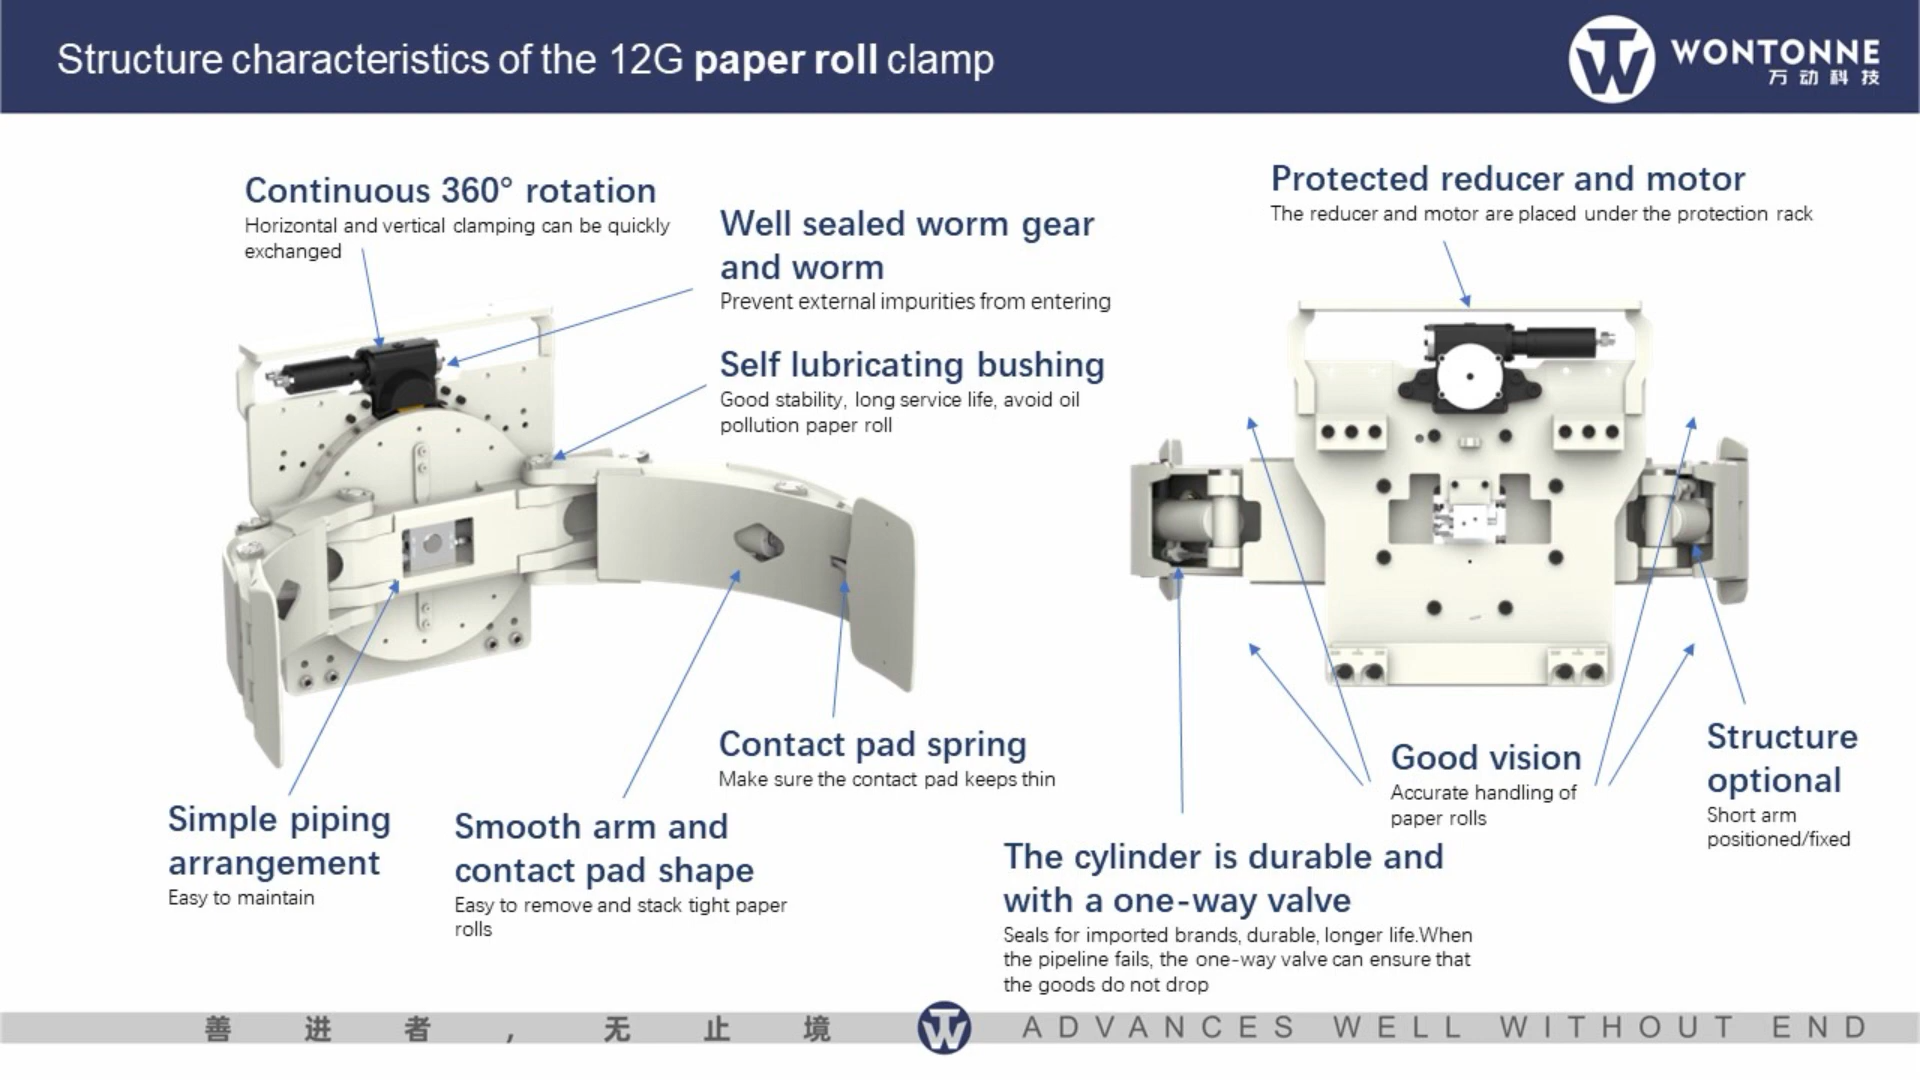 Structure characteristics of the 12G paper roll clamp
WONTONNE
万动科技
Continuous 360° rotation
Horizontal and vertical clamping can be quickly
exchanged
Well sealed worm gear
and worm
Prevent external impurities from entering
Self lubricating bushing
Good stability, long service life, avoid oil
pollution paper roll
Protected reducer and motor
The reducer and motor are placed under the protection rack
Contact pad spring
Make sure the contact pad keeps thin
Simple piping
arrangement
Easy to maintain
Smooth arm and
contact pad shape
Easy to remove and stack tight paper
rolls
The cylinder is durable and
with a one-way valve
Seals for imported brands, durable, longer life.When
the pipeline fails, the one-way valve can ensure that
the goods do not drop
Good vision
Accurate handling of
paper rolls
Structure
optional
Short arm
positioned/fixed
善进者，无止境
ADVANCES WELL WITHOUT END